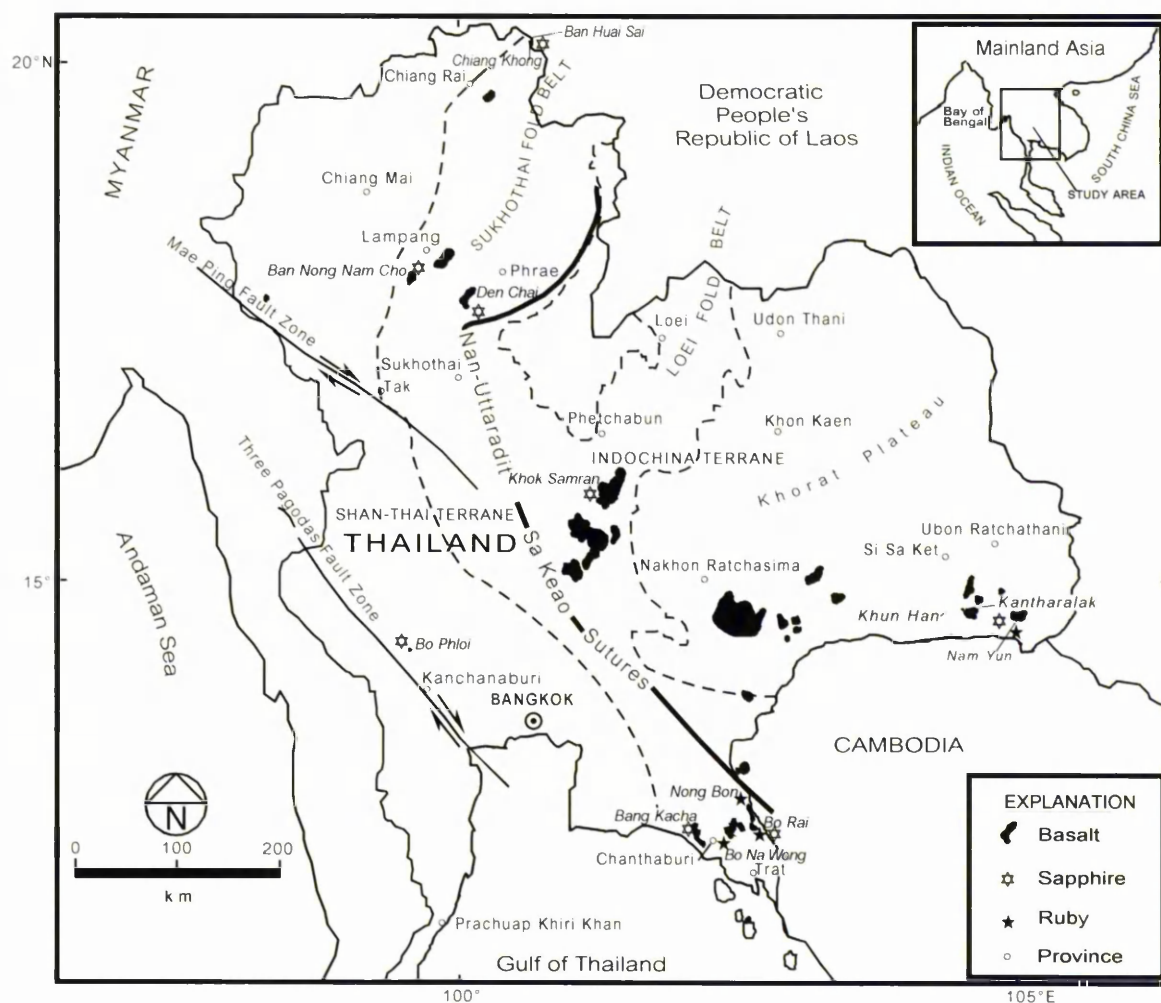 20°N
Ban Huai Sai
Chiang Khong
Chiang Rai
MYANMAR
SUKHOTHAI FOLD BELT
Democratic
People's
Republic of Laos
Mainland Asia
Bay of
Bengal
INDIAN OCEAN
SOUTH CHINA SEA
STUDY AREA
Chiang Mai
Lampang
Ban Nong Nam Cho
Phrae
Den Chai
Mae Ping Fault Zone
LOEI FOLD BELT
Loei
Udon Thani
Sukhothai
Tak
Nan-Uttaradit
Phetchabun
Khon Kaen
INDOCHINA TERRANE
Khorat Plateau
Khok Samran
Three Pagodas Fault Zone
SHAN-THAI TERRANE
THAILAND
Sa Keao
Sutures
Ubon Ratchathani
Si Sa Ket
15°
Nakhon Ratchasima
Andaman Sea
Khun Han
Kantharalak
Nam Yun
Bo Phloi
Kanchanaburi
BANGKOK
CAMBODIA
N
0 100 200
km
Nong Bon
Bang Kacha
Bo Rai
Chanthaburi
Bo Na Wong
Trat
Prachuap Khiri Khan
Gulf of Thailand
EXPLANATION
Basalt
Sapphire
Ruby
Province
100°
105°E